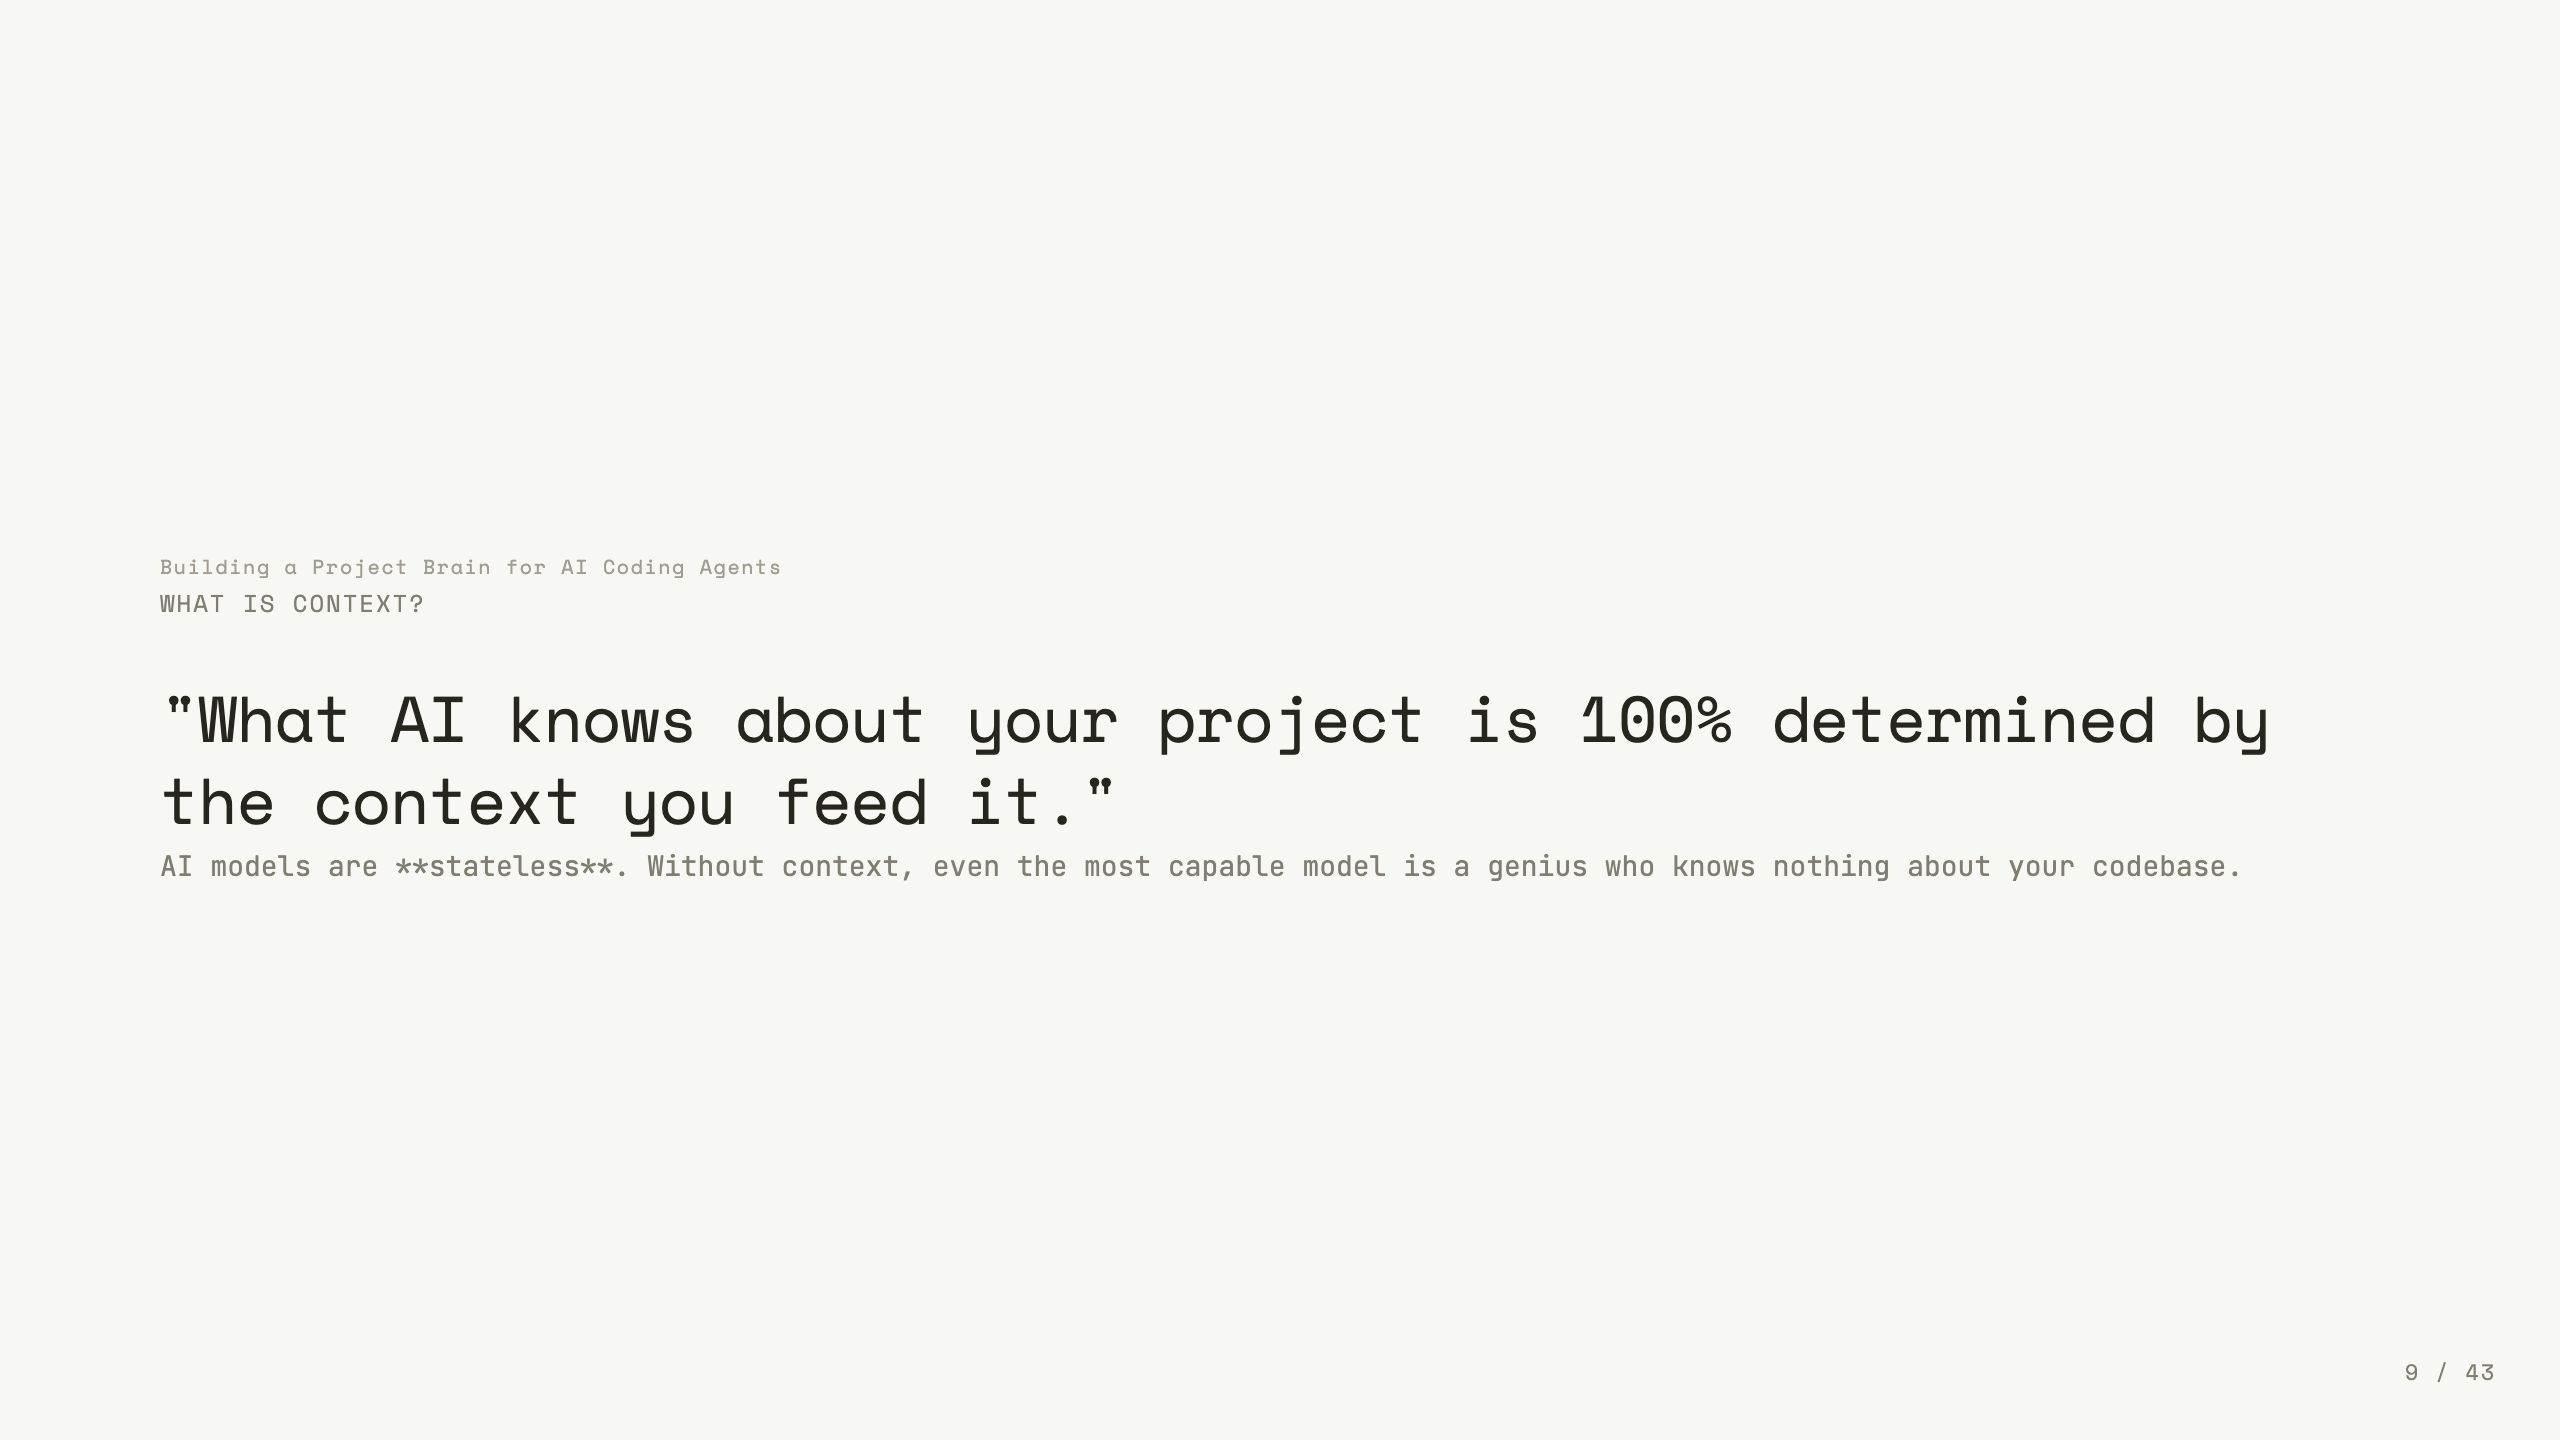 Building a Project Brain for AI Coding Agents
WHAT IS CONTEXT?
"What AI knows about your project is 100% determined by
the context you feed it."
AI models are **stateless**. Without context, even the most capable model is a genius who knows nothing about your codebase.
9 / 43